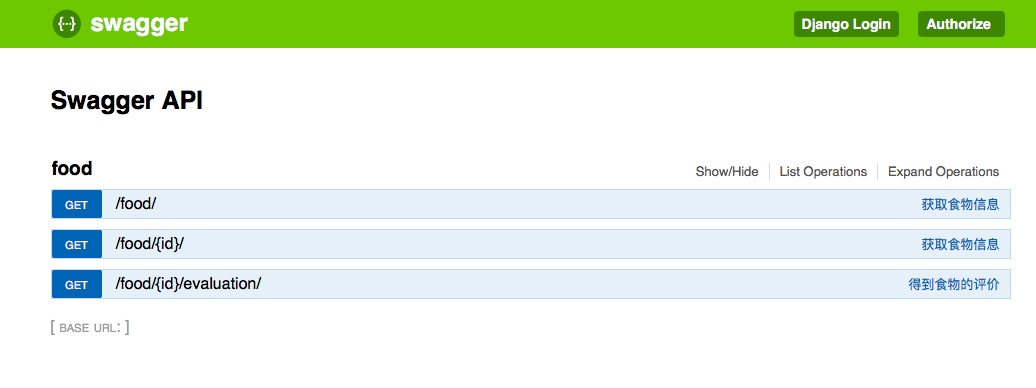 {··} swagger Django Login Authorize
Swagger API
food Show/Hide List Operations Expand Operations
GET /food/ 获取食物信息
GET /food/{id}/ 获取食物信息
GET /food/{id}/evaluation/ 得到食物的评价
[ BASE URL: ]